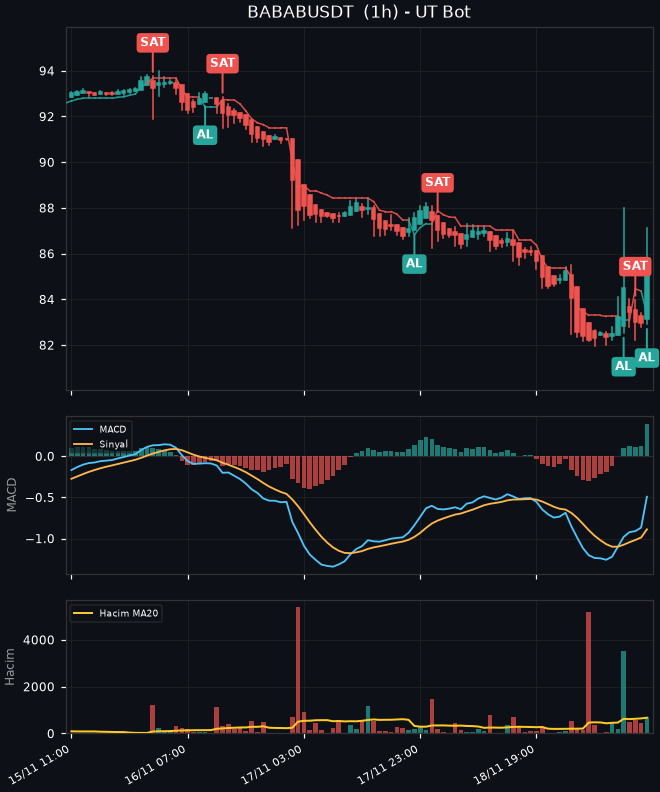 BABABUSDT (1h) - UT Bot
SAT
SAT
AL
SAT
AL
SAT
AL
AL
94
92
90
88
86
84
82
MACD
Sinyal
MACD
0.0
−0.5
−1.0
Hacim MA20
Hacim
4000
2000
0
15/11 11:00
16/11 07:00
17/11 03:00
17/11 23:00
18/11 19:00